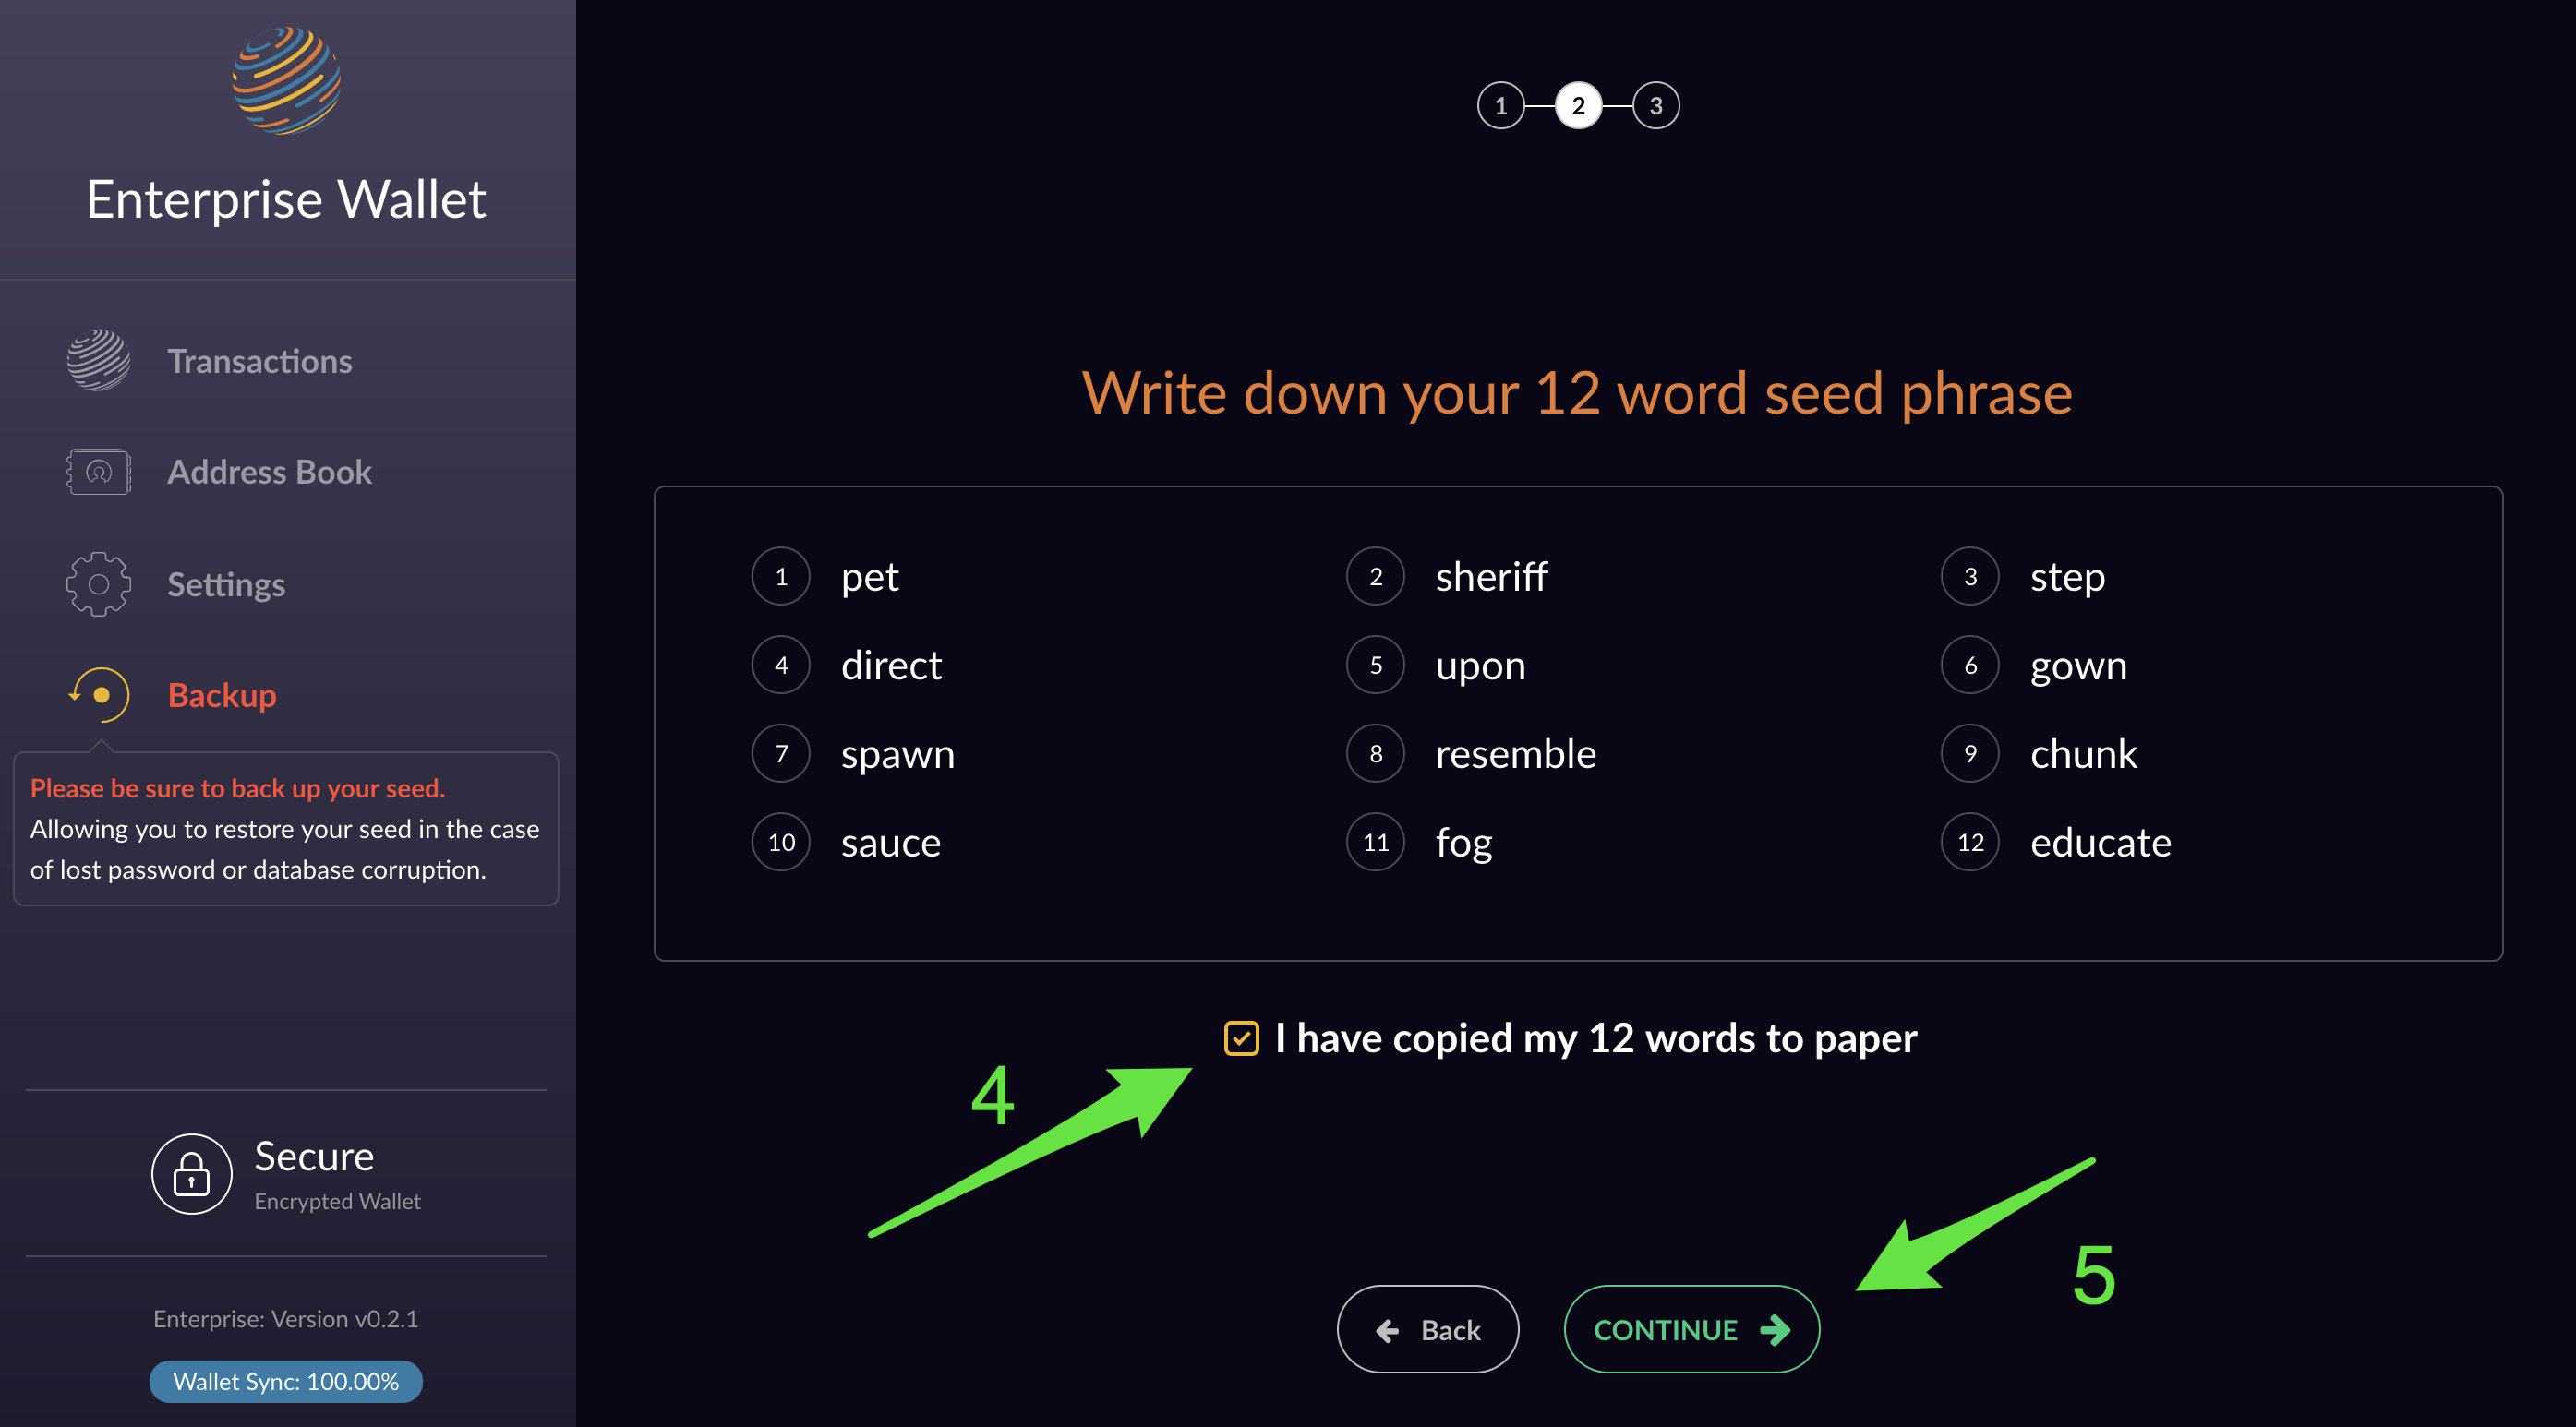 Enterprise Wallet
Transactions
Address Book
Settings
Backup
Please be sure to back up your seed.
Allowing you to restore your seed in the case
of lost password or database corruption.
Secure
Encrypted Wallet
Enterprise: Version v0.2.1
Wallet Sync: 100.00%
1 2 3
Write down your 12 word seed phrase
1 pet 2 sheriff 3 step
4 direct 5 upon 6 gown
7 spawn 8 resemble 9 chunk
10 sauce 11 fog 12 educate
I have copied my 12 words to paper
4
5
Back CONTINUE